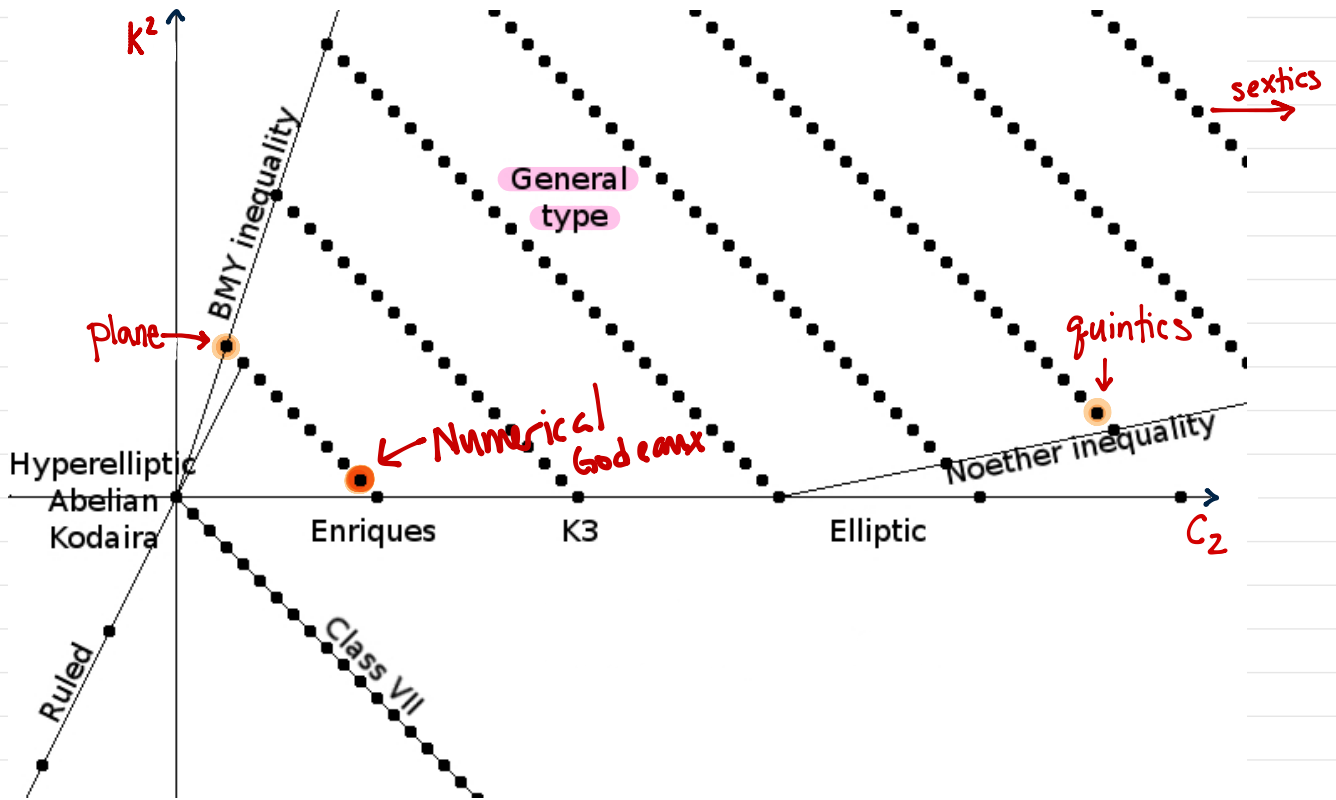 K²
sextics
General
type
BMY inequality
plane
quintics
Numerical
Godeaux
Noether inequality
Hyperelliptic
Abelian
Kodaira
Enriques
K3
Elliptic
C₂
Class VII
Ruled